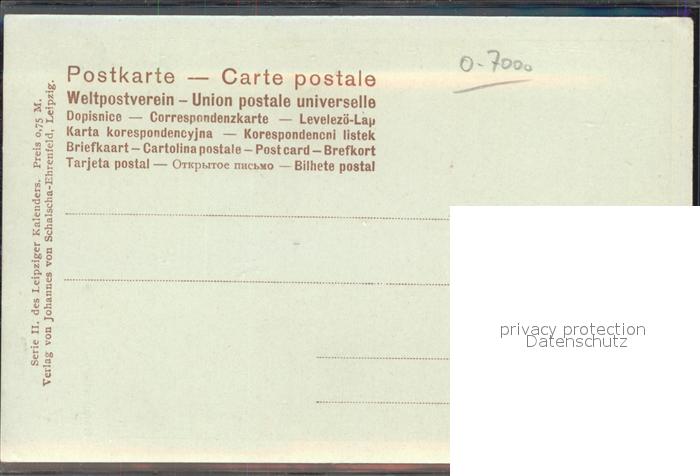 Postkarte — Carte postale
Weltpostverein – Union postale universelle
Dopisnice — Correspondenzkarte — Levelező-Lap
Karta korespondencyjna — Korespondencni listek
Briefkaart – Cartolina postale – Post card – Brefkort
Tarjeta postal — Открытое письмо — Bilhete postal
0-7000
Serie II. des Leipziger Kalenders. Preis 0,75 M.
Verlag von Johannes von Schalscha-Ehrenfeld, Leipzig.
privacy protection
Datenschutz